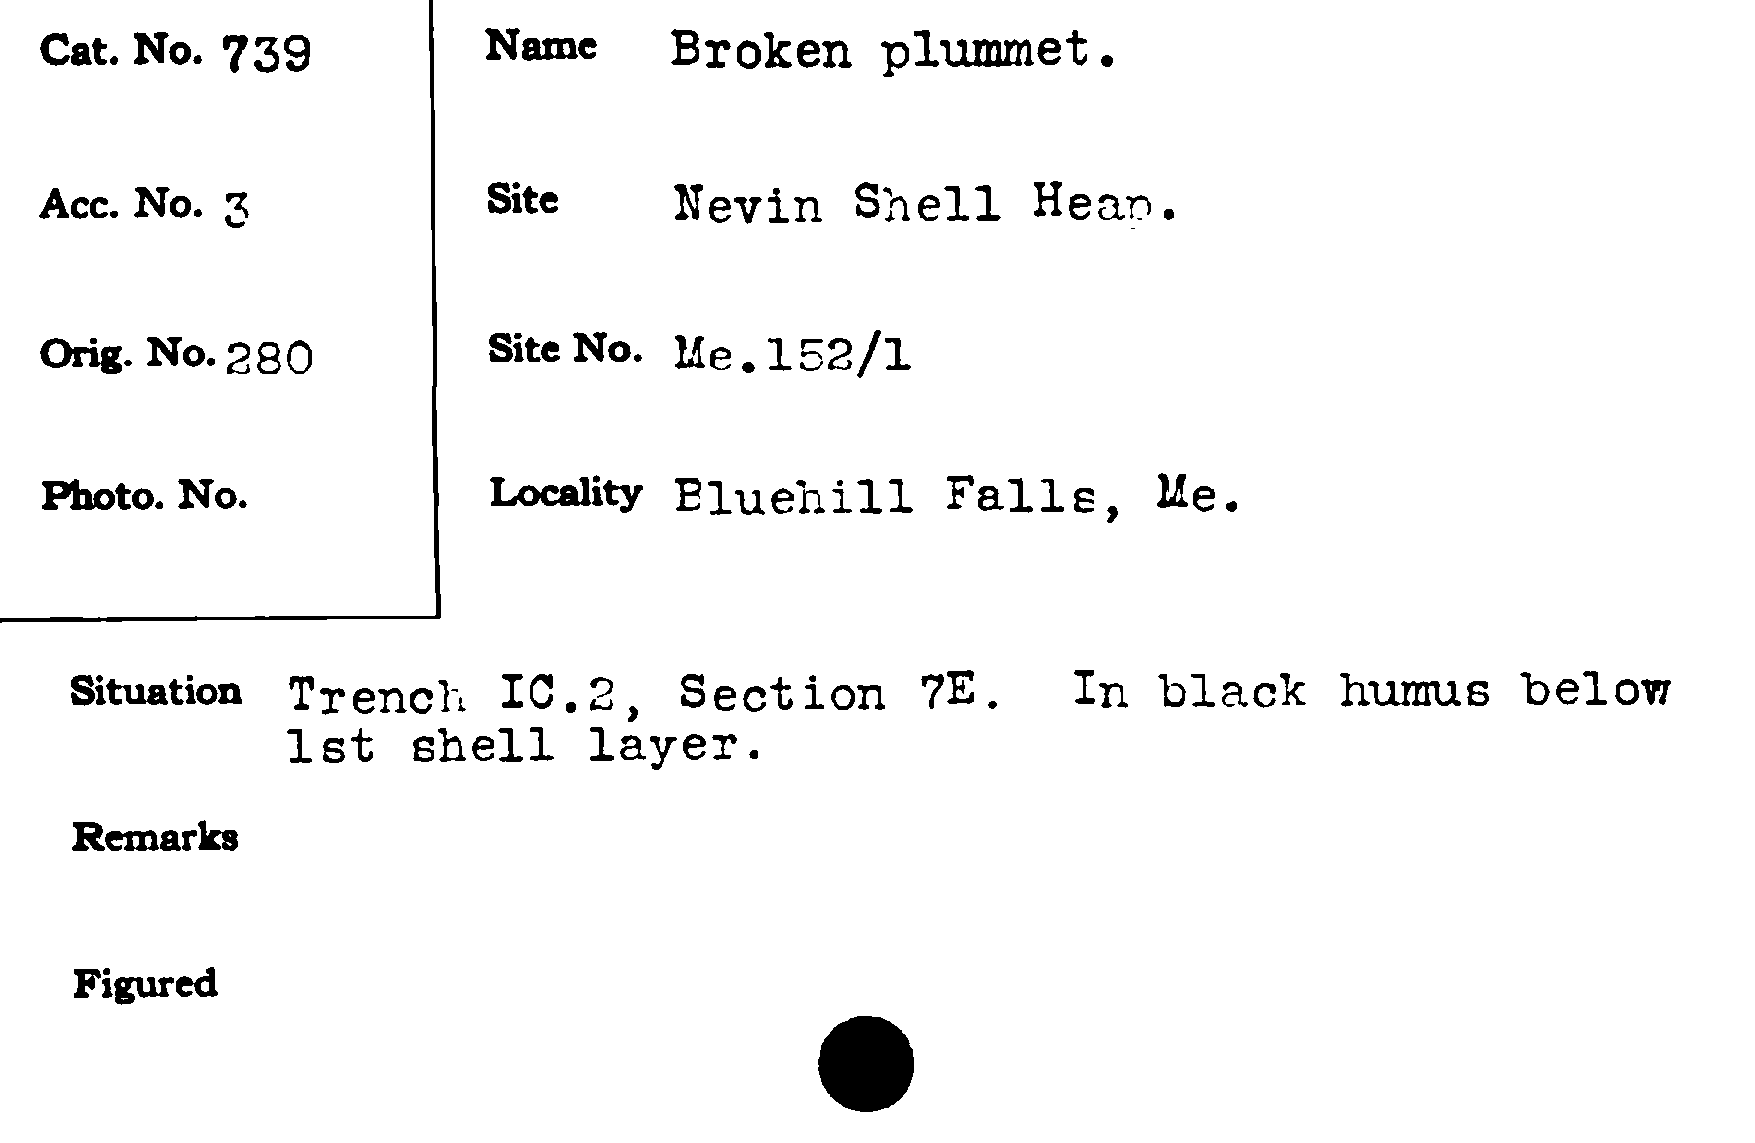 Cat. No. 739
Name Broken plummet.
Acc. No. 3
Site Nevin Shell Heap.
Orig. No. 280
Site No. Me.152/1
Photo. No.
Locality Bluehill Falls, Me.
Situation Trench IC.2, Section 7E. In black humus below
1st shell layer.
Remarks
Figured